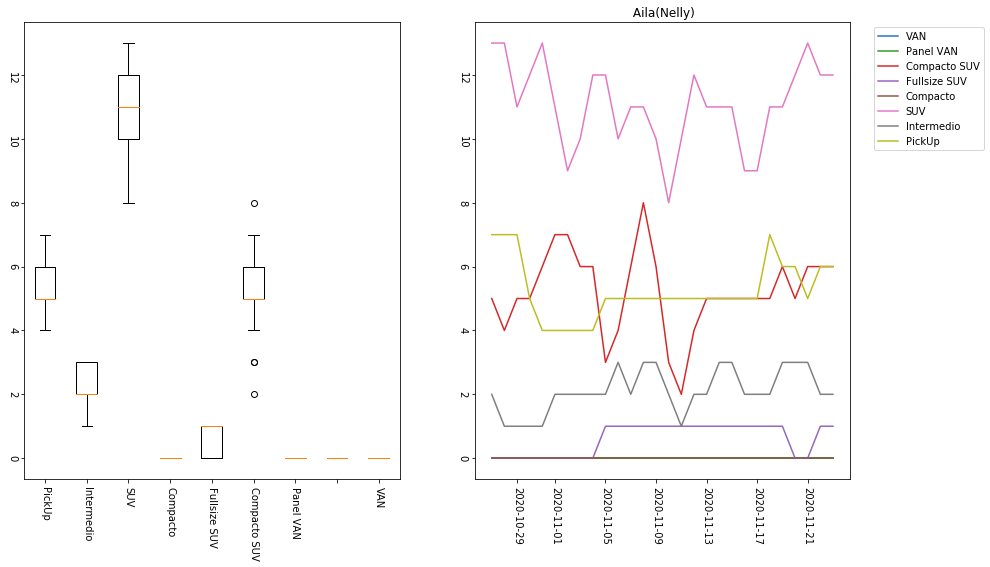 12
10
8
6
4
2
0
PickUp
Intermedio
SUV
Compacto
Fullsize SUV
Compacto SUV
Panel VAN
VAN
Aila(Nelly)
12
10
8
6
4
2
0
2020-10-29
2020-11-01
2020-11-05
2020-11-09
2020-11-13
2020-11-17
2020-11-21
VAN
Panel VAN
Compacto SUV
Fullsize SUV
Compacto
SUV
Intermedio
PickUp